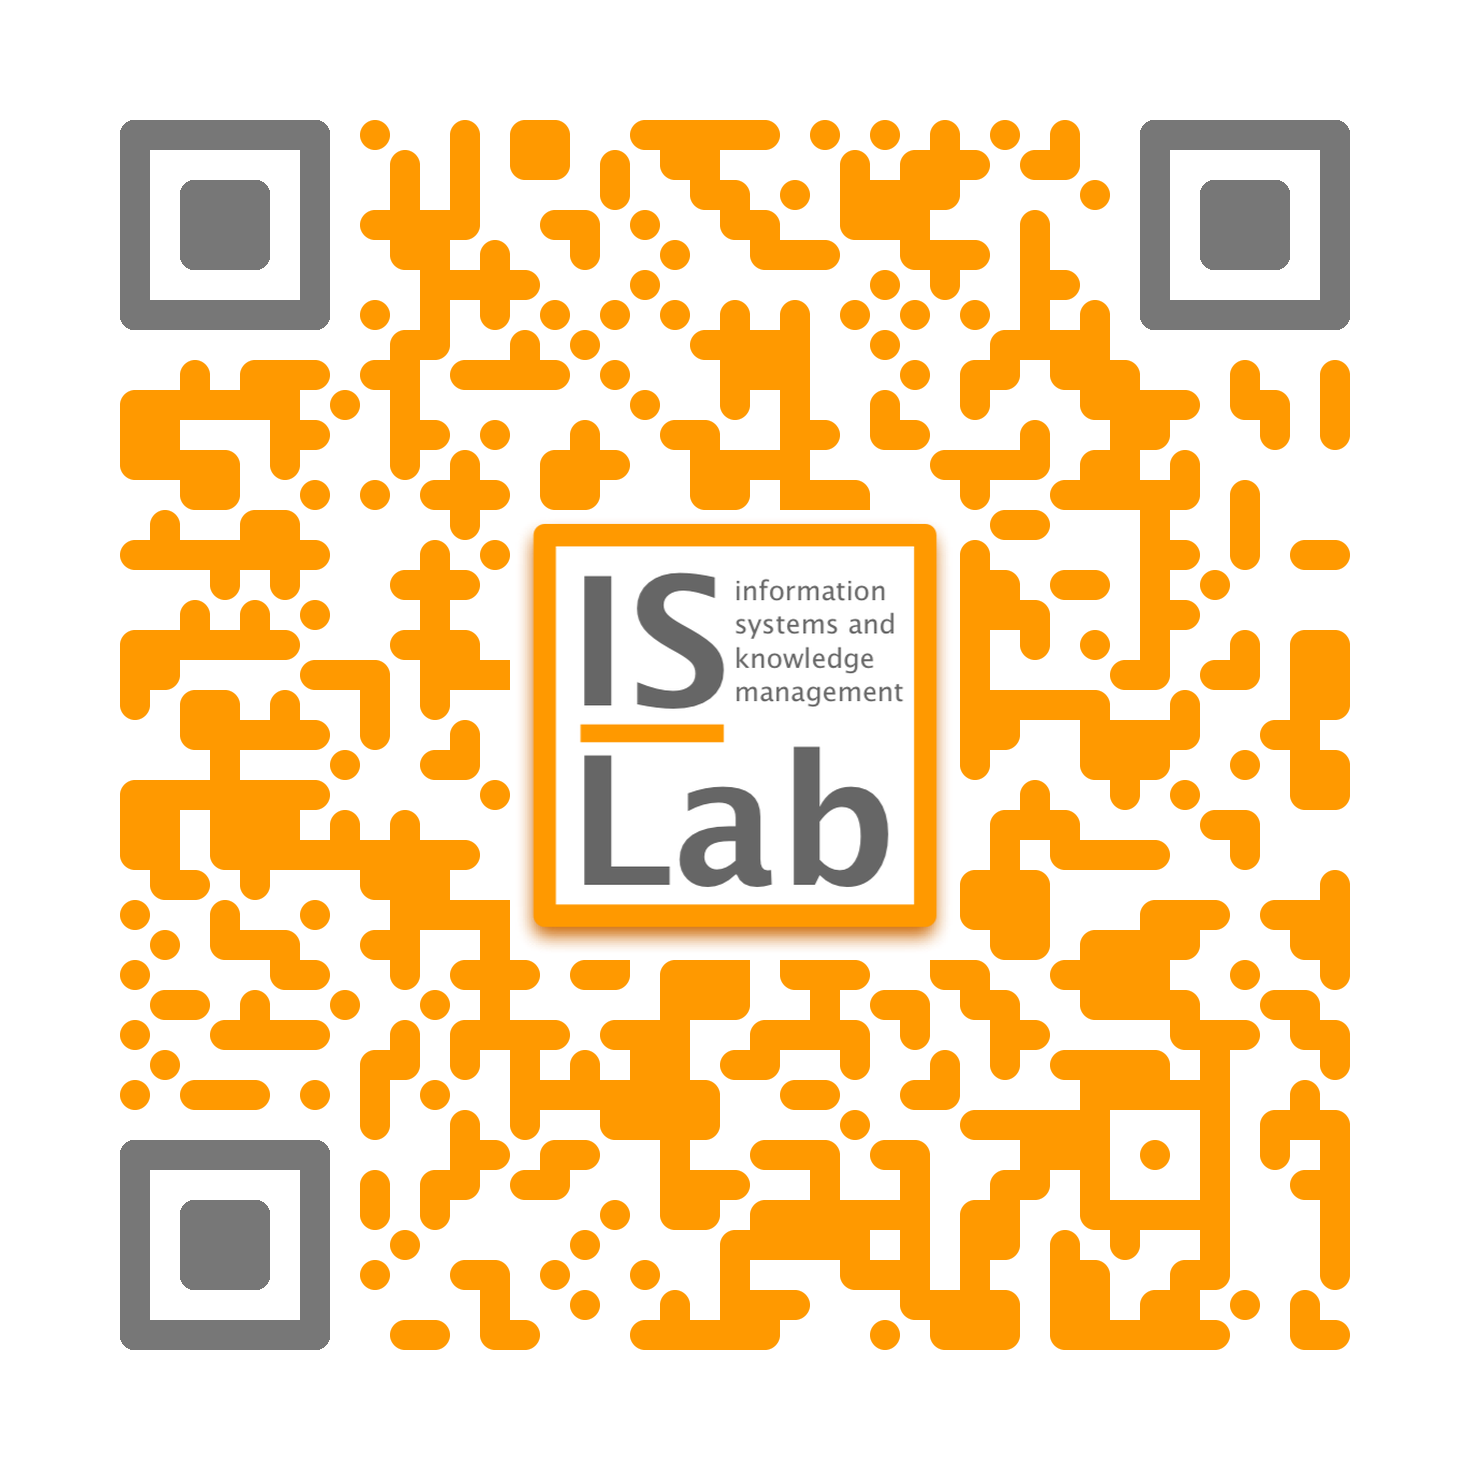 IS
information
systems and
knowledge
management
Lab